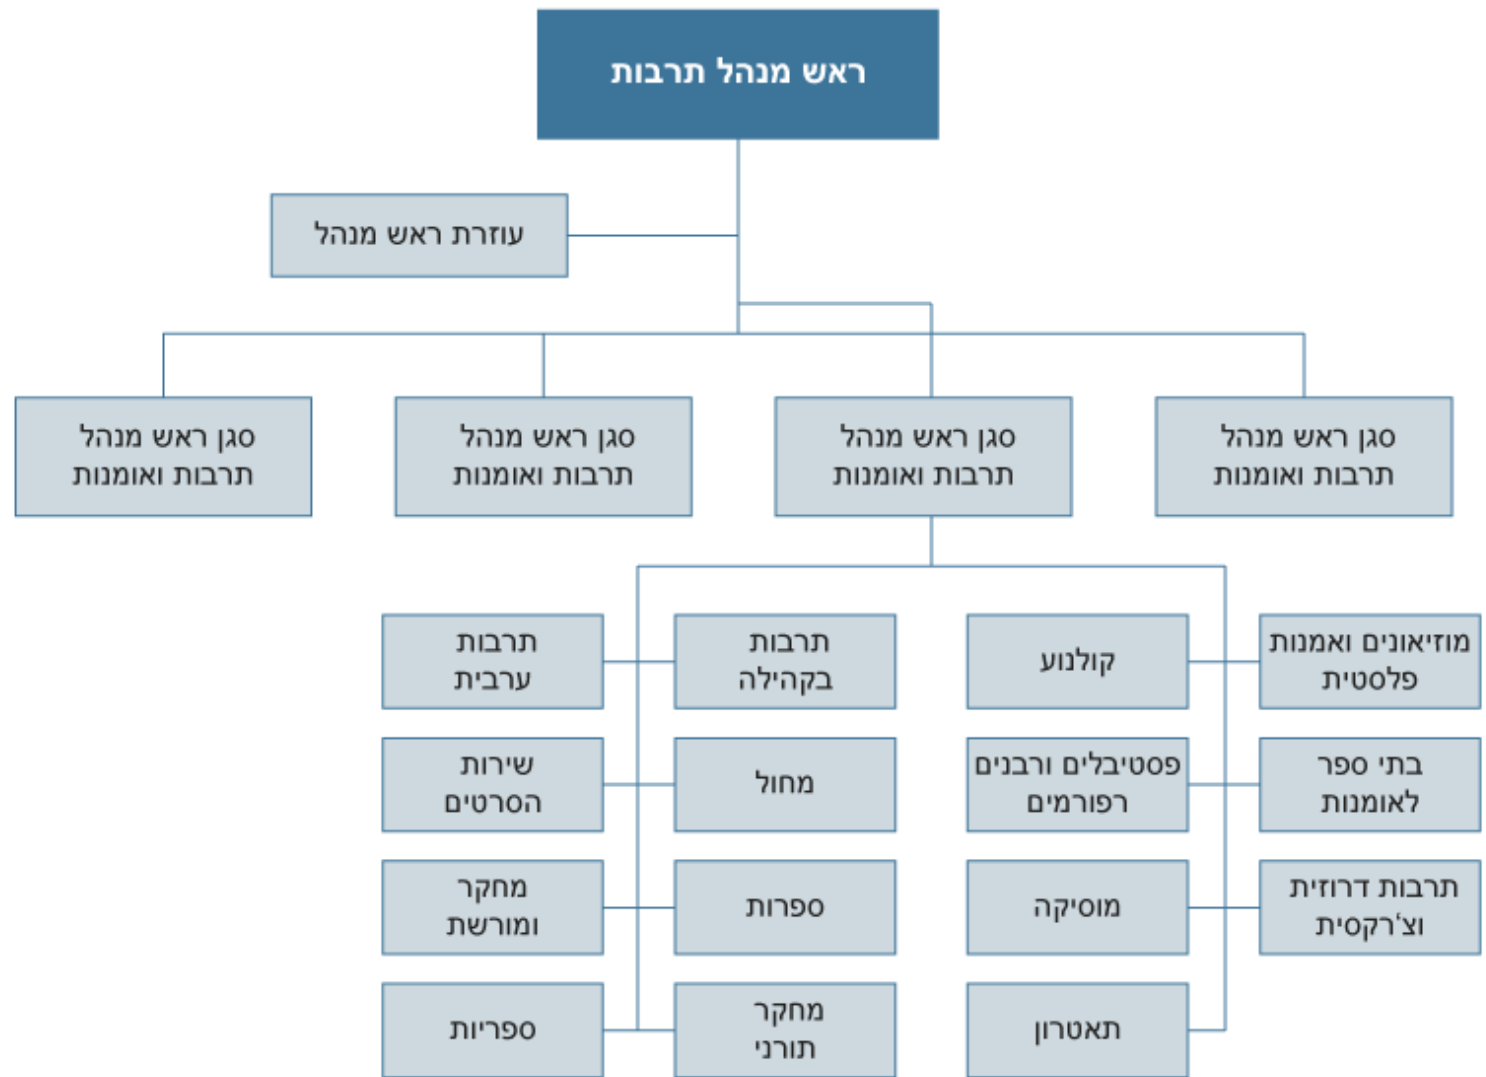 ראש מנהל תרבות
עוזרת ראש מנהל
סגן ראש מנהל
תרבות ואומנות
סגן ראש מנהל
תרבות ואומנות
סגן ראש מנהל
תרבות ואומנות
סגן ראש מנהל
תרבות ואומנות
מוזיאונים ואמנות
פלסטית
קולנוע
תרבות
בקהילה
תרבות
ערבית
בתי ספר
לאומנות
פסטיבלים ורבנים
רפורמים
מחול
שירות
הסרטים
תרבות דרוזית
וצ'רקסית
מוסיקה
ספרות
מחקר
ומורשת
תאטרון
מחקר
תורני
ספריות